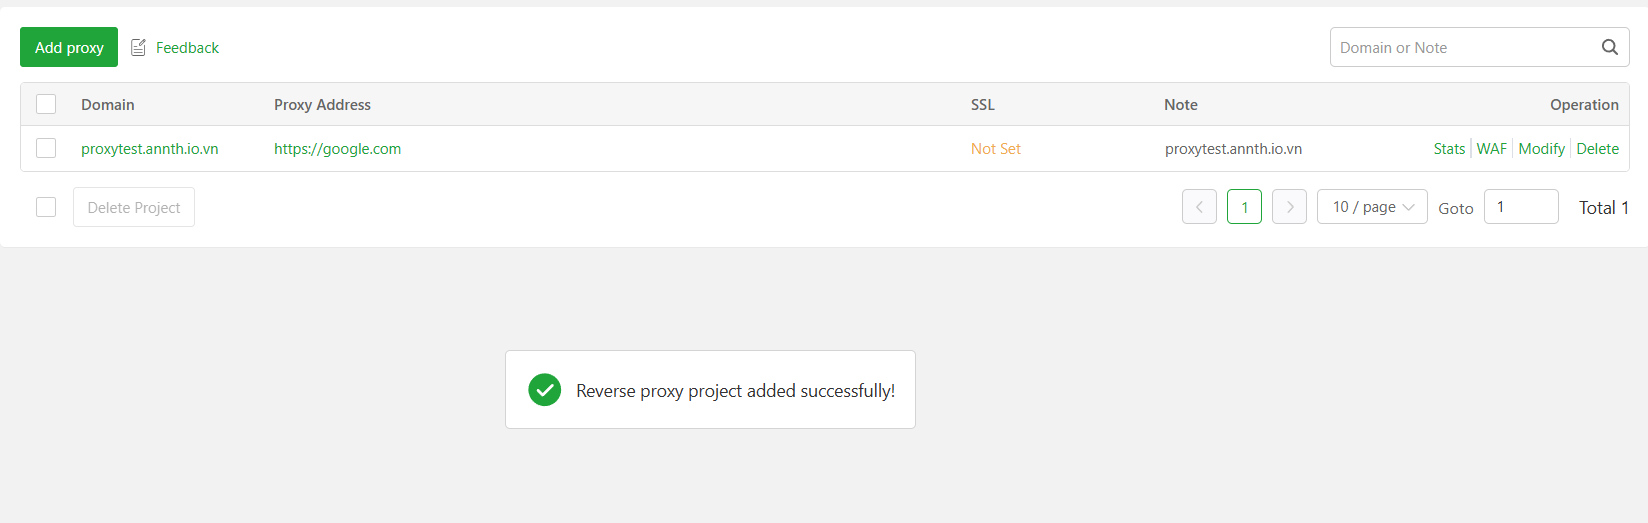 Add proxy Feedback Domain or Note
Domain Proxy Address SSL Note Operation
proxytest.annth.io.vn https://google.com Not Set proxytest.annth.io.vn Stats WAF Modify Delete
Delete Project 1 10 / page Goto 1 Total 1
Reverse proxy project added successfully!